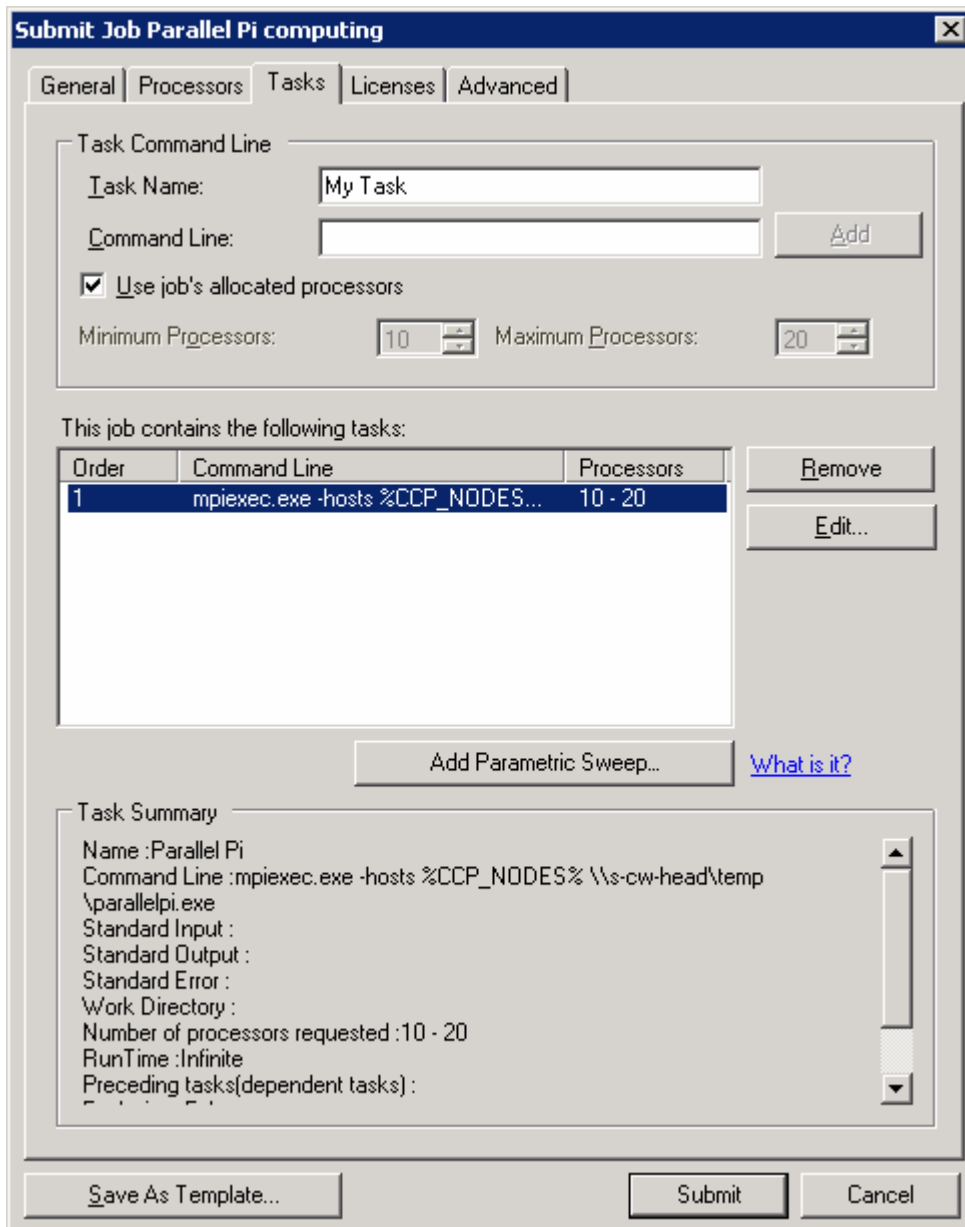 Submit Job Parallel Pi computing
General Processors Tasks Licenses Advanced
Task Command Line
Task Name: My Task
Command Line: Add
Use job's allocated processors
Minimum Processors: 10 Maximum Processors: 20
This job contains the following tasks:
Order Command Line Processors
Remove
1 mpiexec.exe -hosts %CCP_NODES... 10 - 20
Edit...
Add Parametric Sweep... What is it?
Task Summary
Name :Parallel Pi
Command Line :mpiexec.exe -hosts %CCP_NODES% \\s-cw-head\temp
\parallelpi.exe
Standard Input :
Standard Output :
Standard Error :
Work Directory :
Number of processors requested :10 - 20
RunTime :Infinite
Preceding tasks(dependent tasks) :
Save As Template... Submit Cancel